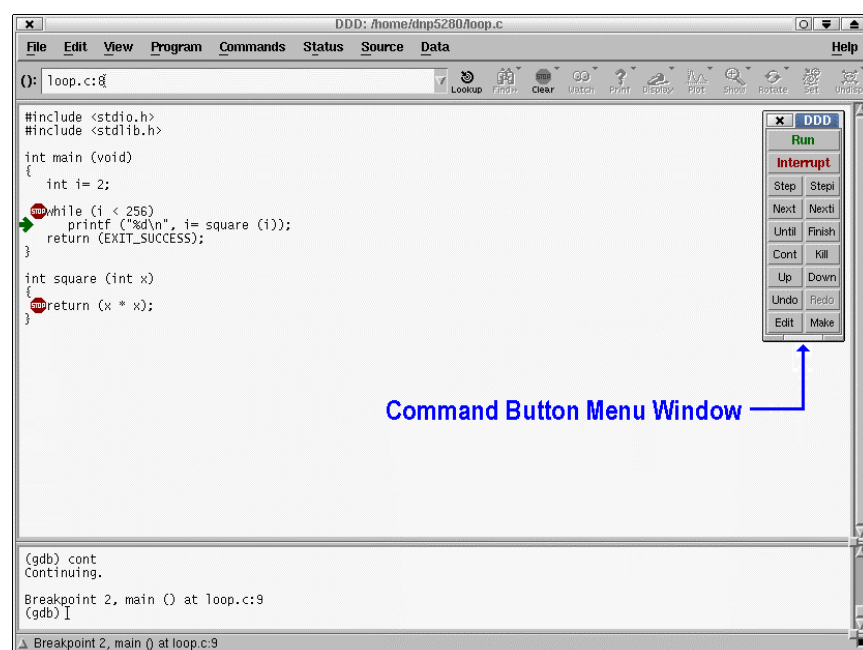 DDD: /home/dnp5280/loop.c
File Edit View Program Commands Status Source Data Help
(): loop.c:8
Lookup Find» Clear Watch Print Display Plot Show Rotate Set Undisp
#include <stdio.h>
#include <stdlib.h>
int main (void)
{
int i= 2;
STOP while (i < 256)
printf ("%d\n", i= square (i));
return (EXIT_SUCCESS);
}
int square (int x)
{
STOP return (x * x);
}
DDD
Run
Interrupt
Step Stepi
Next Nexti
Until Finish
Cont Kill
Up Down
Undo Redo
Edit Make
Command Button Menu Window
(gdb) cont
Continuing.
Breakpoint 2, main () at loop.c:9
(gdb)
Breakpoint 2, main () at loop.c:9